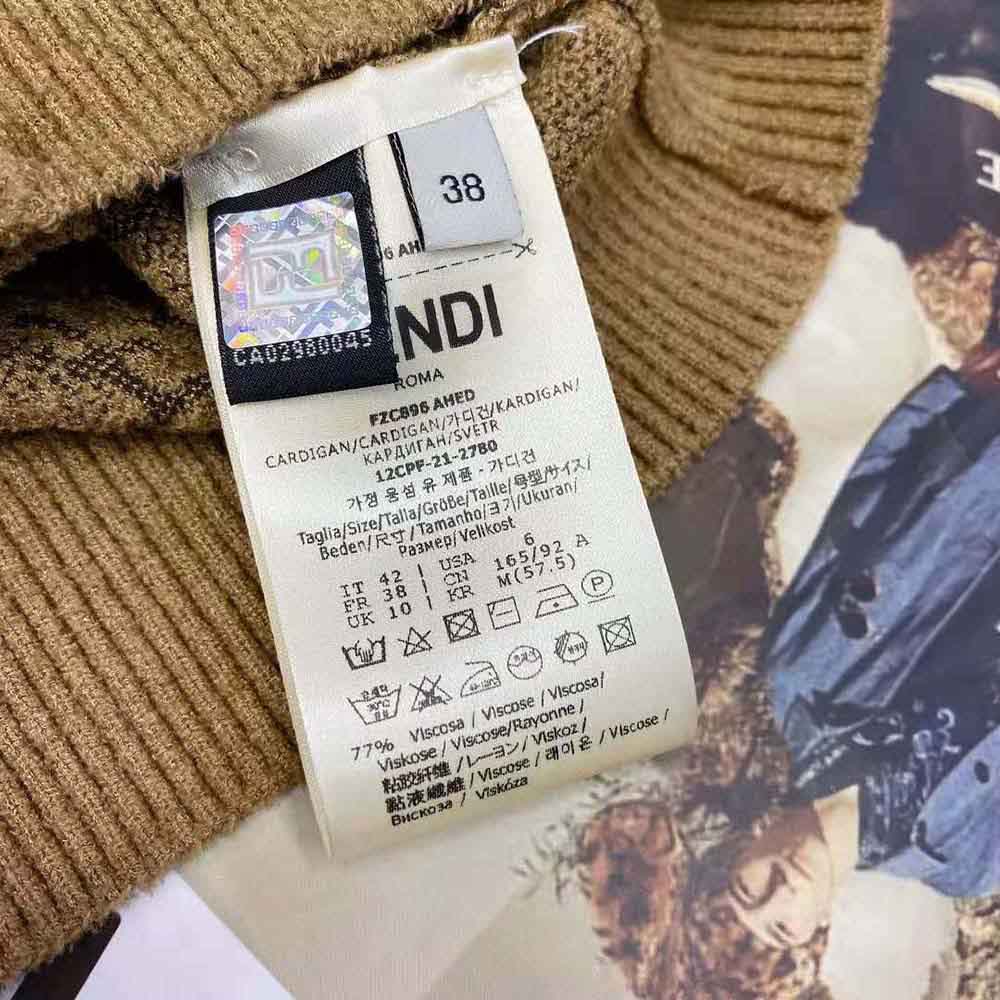 38
CA02980045
6 AH
ENDI
ROMA
FZC896 AHED
CARDIGAN/CARDIGAN/가디건/KARDIGAN/
КАРДИГАН/SVETR
12CPF-21-27B0
가정용 섬유 제품 - 가디건
Taglia/Size/Talla/Größe/Taille/号型/サイズ/
Beden/尺寸/Tamanho/크기/Ukuran/
Размер/Velikost
IT 42 | USA 6
FR 38 | CN 165/92 A
UK 10 | KR M(57.5)
P
77% Viscosa / Viscose / Viscosa/
Viskose / Viscose/Rayonne /
粘胶纤维 / レーヨン / Viskoz /
黏液纖維 / Viscose / 레이온 / Viscose /
Вискоза / Viskóza